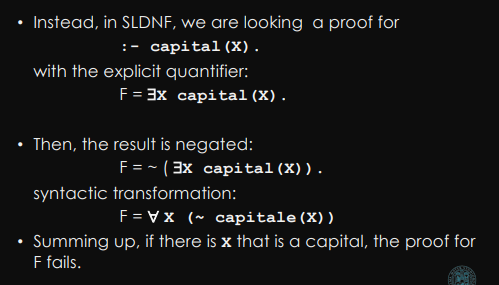 • Instead, in SLDNF, we are looking a proof for
:- capital(X).
with the explicit quantifier:
F = ∃X capital(X).
• Then, the result is negated:
F = ~ (∃X capital(X)).
syntactic transformation:
F = ∀ X (~ capitale(X))
• Summing up, if there is X that is a capital, the proof for
F fails.